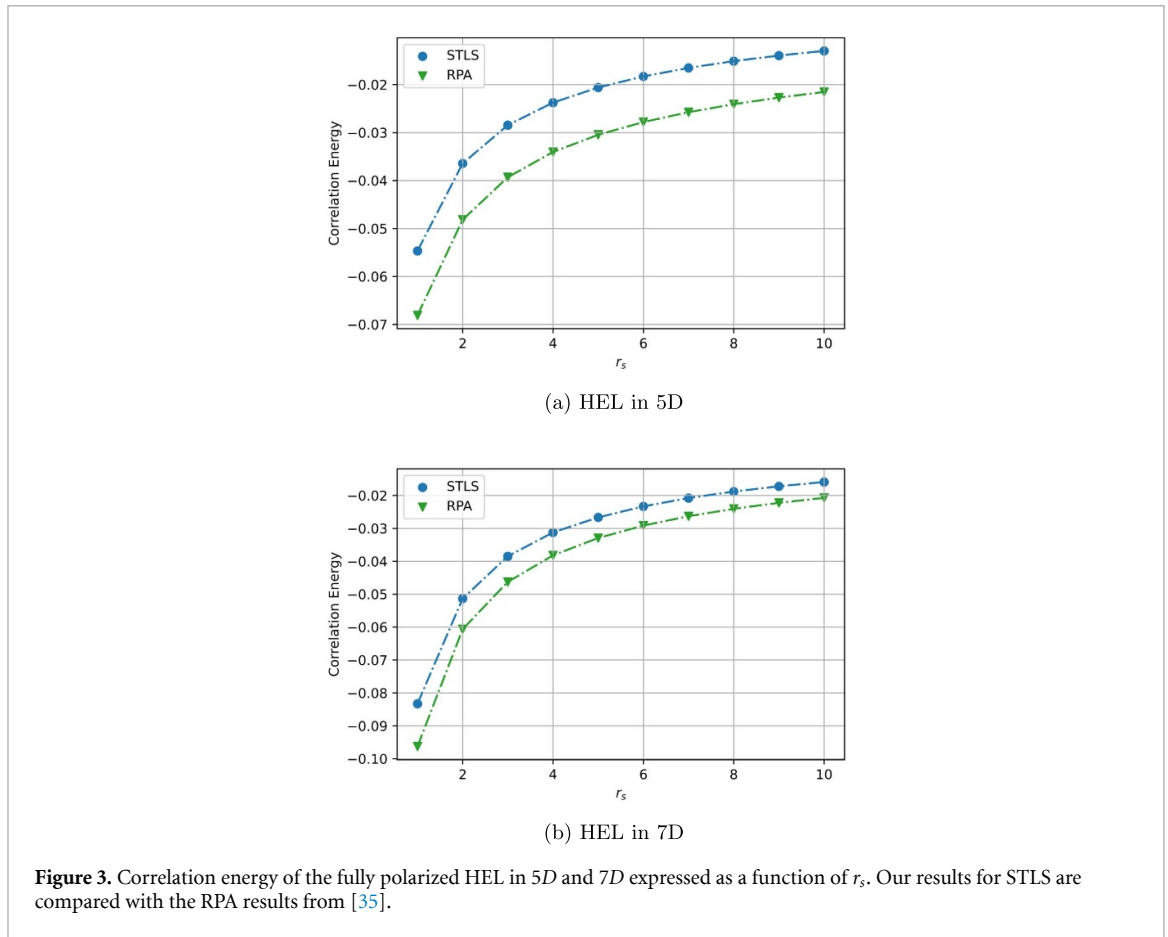 STLS
RPA
−0.02
−0.03
−0.04
−0.05
−0.06
−0.07
Correlation Energy
2 4 6 8 10
rₛ
(a) HEL in 5D
STLS
RPA
−0.02
−0.03
−0.04
−0.05
−0.06
−0.07
−0.08
−0.09
−0.10
Correlation Energy
2 4 6 8 10
rₛ
(b) HEL in 7D
Figure 3. Correlation energy of the fully polarized HEL in 5D and 7D expressed as a function of rₛ. Our results for STLS are
compared with the RPA results from [35].